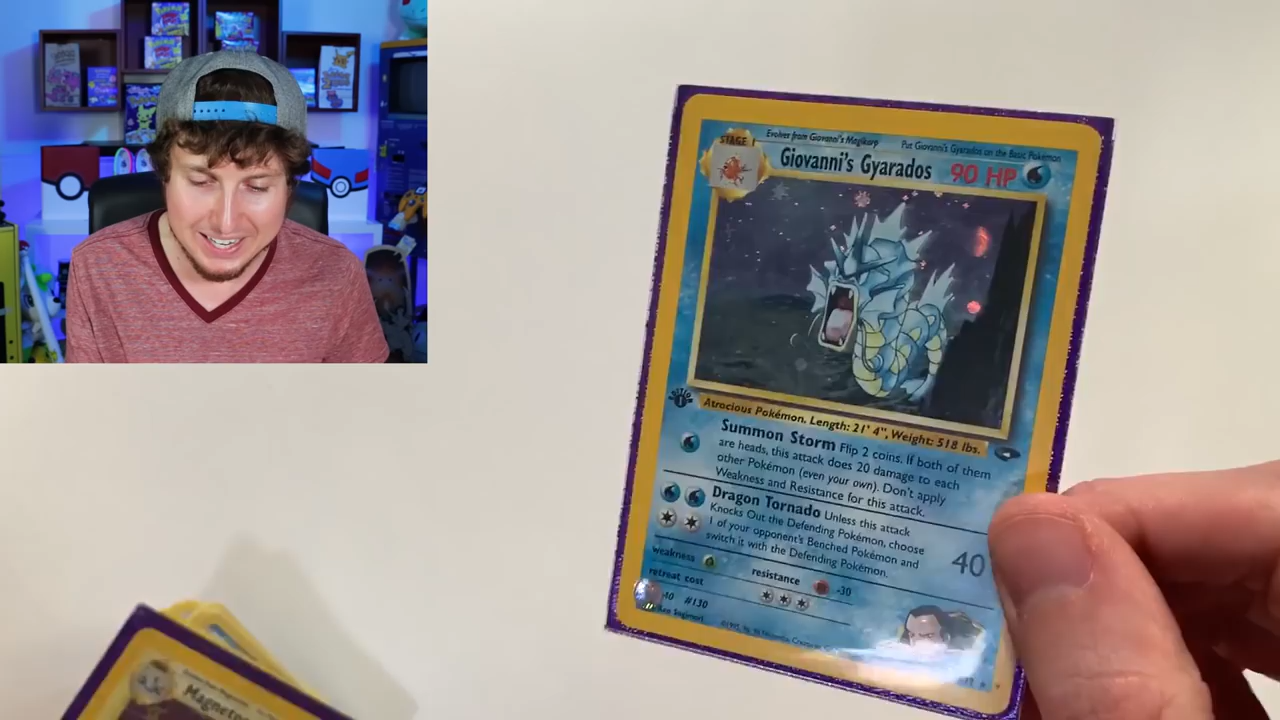 STAGE 1
Evolves from Giovanni's Magikarp
Put Giovanni's Gyarados on the Basic Pokémon
Giovanni's Gyarados 90 HP
EDITION 1
Atrocious Pokémon. Length: 21' 4", Weight: 518 lbs.
Summon Storm Flip 2 coins. If both of them
are heads, this attack does 20 damage to each
other Pokémon (even your own). Don't apply
Weakness and Resistance for this attack.
Dragon Tornado Unless this attack
Knocks Out the Defending Pokémon, choose
1 of your opponent's Benched Pokémon and
switch it with the Defending Pokémon.
40
weakness
resistance
-30
retreat cost
40 #130
Magneton